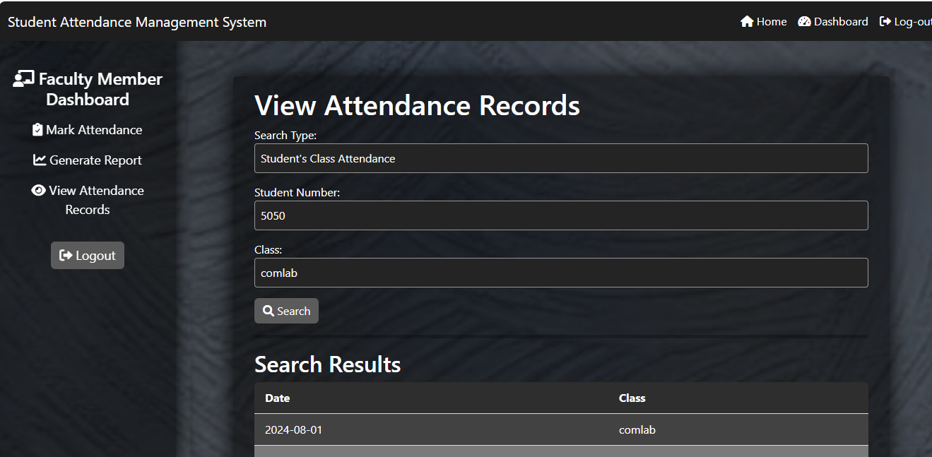 Student Attendance Management System
Home Dashboard Log-out
Faculty Member
Dashboard
Mark Attendance
Generate Report
View Attendance
Records
Logout
View Attendance Records
Search Type:
Student's Class Attendance
Student Number:
5050
Class:
comlab
Search
Search Results
Date Class
2024-08-01 comlab